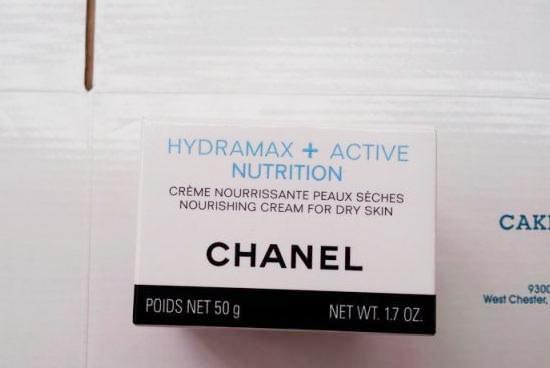 HYDRAMAX + ACTIVE
NUTRITION
CRÈME NOURRISSANTE PEAUX SÈCHES
NOURISHING CREAM FOR DRY SKIN
CHANEL
POIDS NET 50 g NET WT. 1.7 OZ.
9300
West Chester,